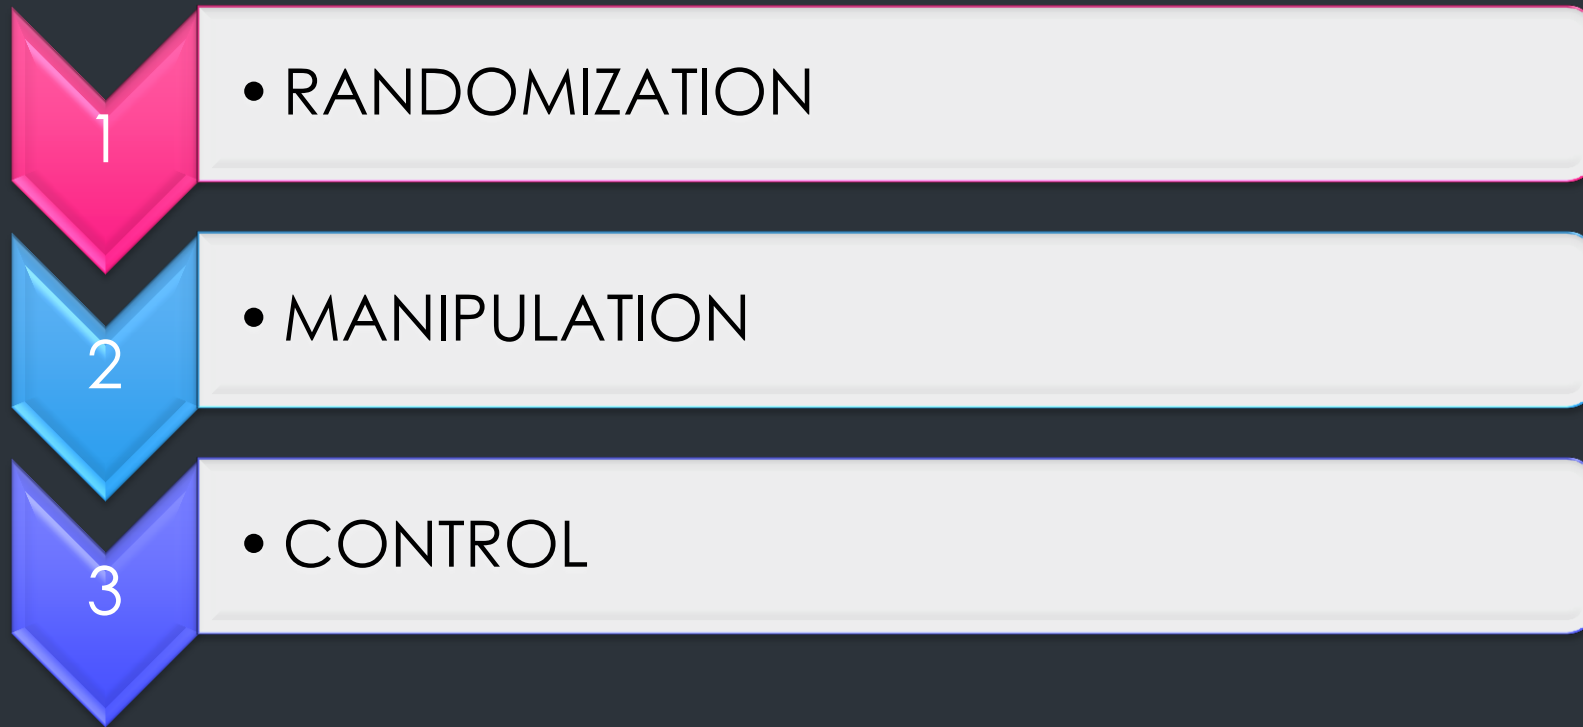 1
• RANDOMIZATION
2
• MANIPULATION
3
• CONTROL